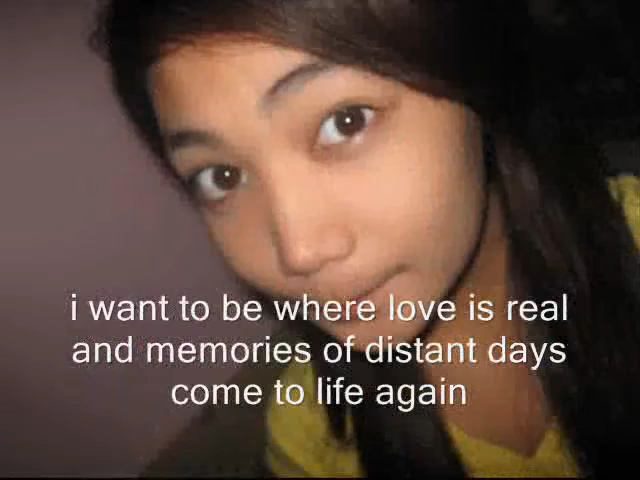 i want to be where love is real
and memories of distant days
come to life again